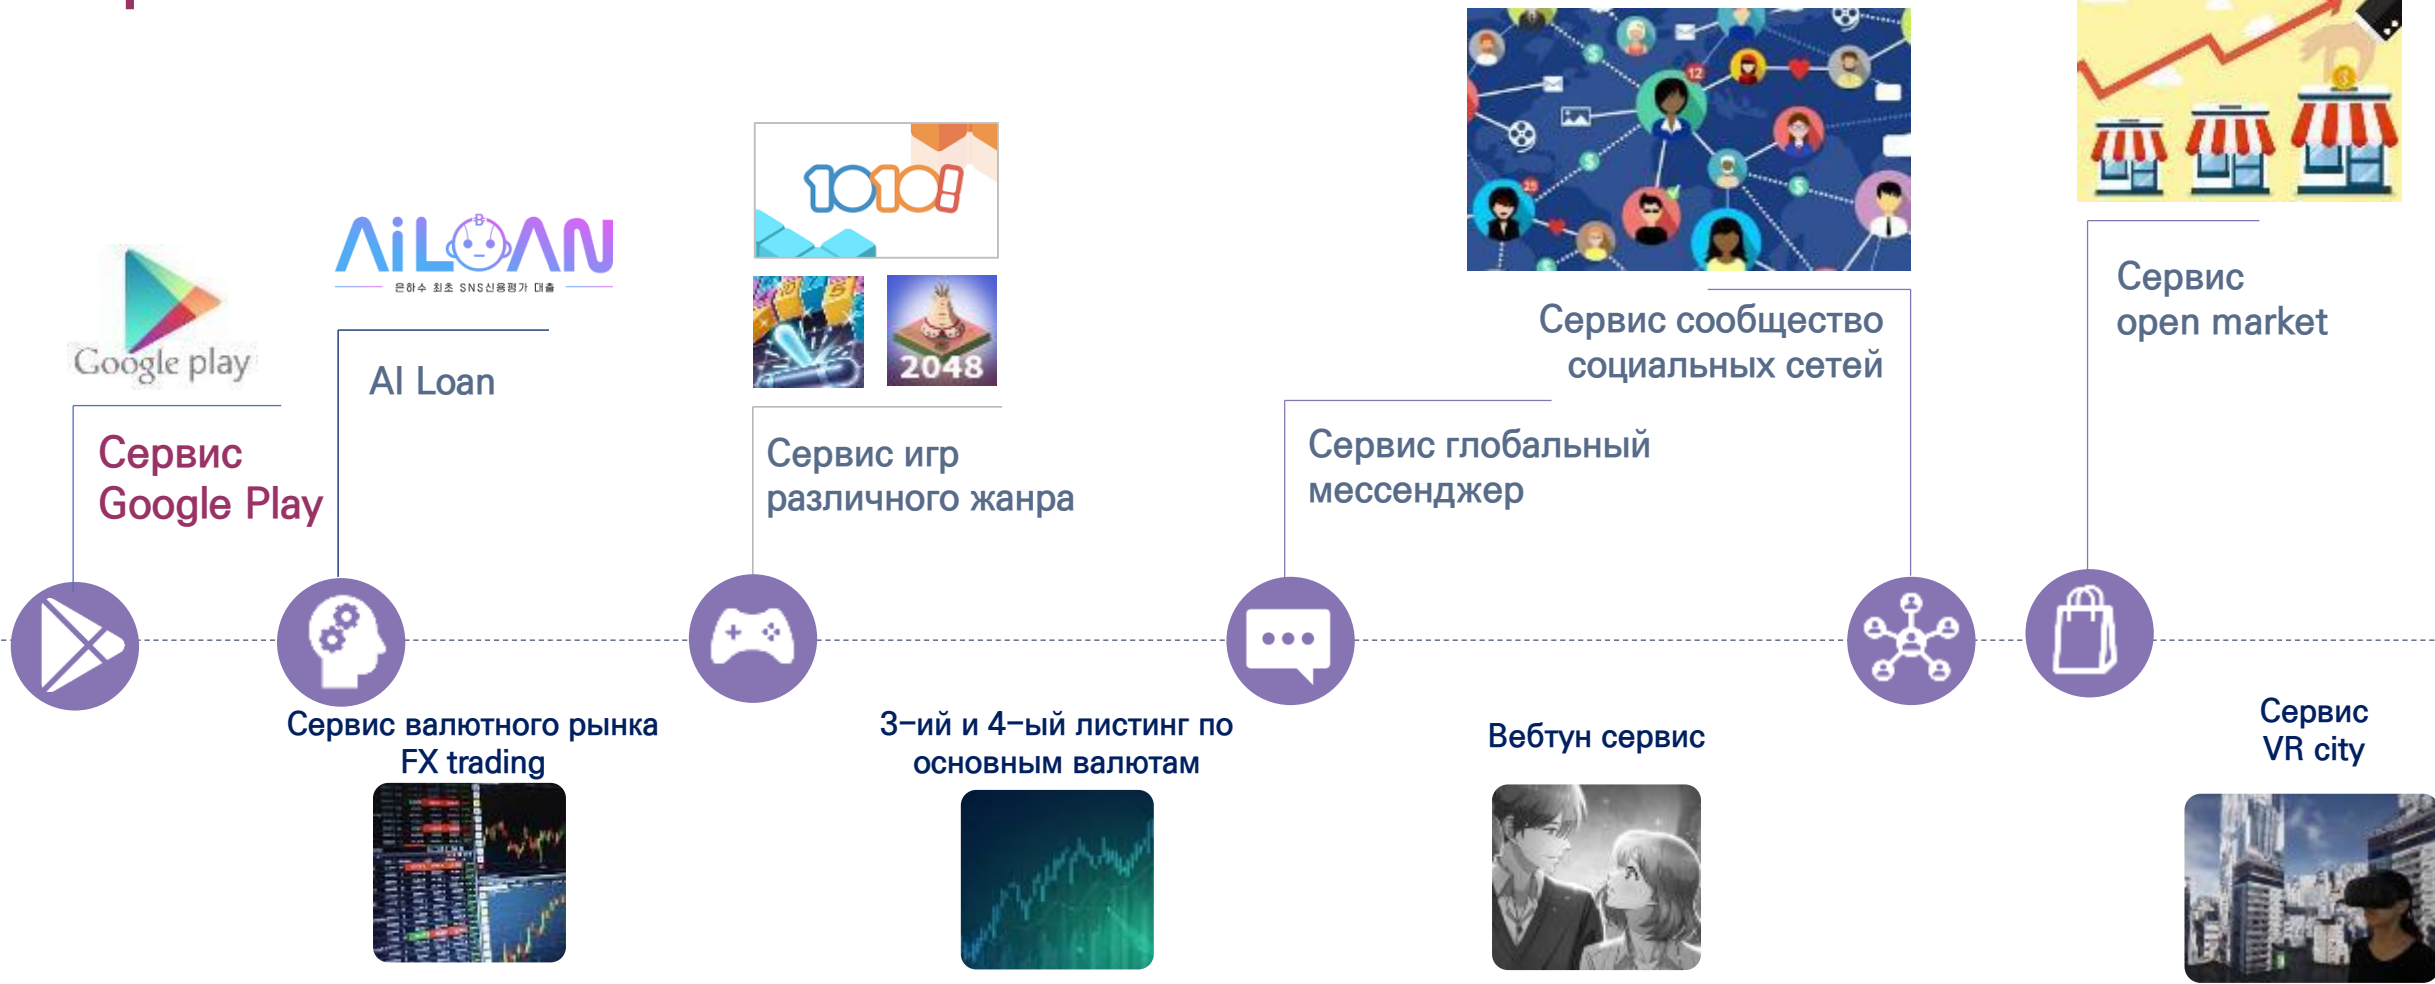 Google play
Сервис
Google Play
AiLOAN
은하수 최초 SNS신용평가 대출
AI Loan
1010!
2048
Сервис игр
различного жанра
Сервис глобальный
мессенджер
12
25
Сервис сообщество
социальных сетей
Сервис
open market
Сервис валютного рынка
FX trading
3-ий и 4-ый листинг по
основным валютам
Вебтун сервис
Сервис
VR city